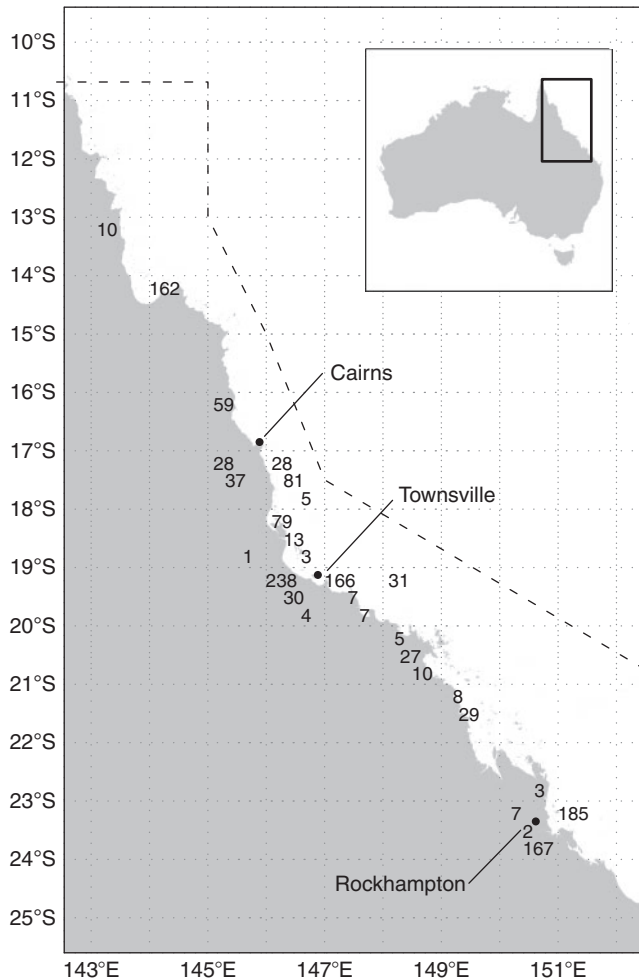 10°S
11°S
12°S
13°S
10
14°S
162
15°S
16°S
59
Cairns
17°S
28 28
37 81
5
Townsville
18°S
79
13
1 3
19°S
238 166 31
30 7
4 7
20°S
5
27
10
21°S
8
29
22°S
3
23°S
7 185
2
167
24°S
Rockhampton
25°S
143°E 145°E 147°E 149°E 151°E